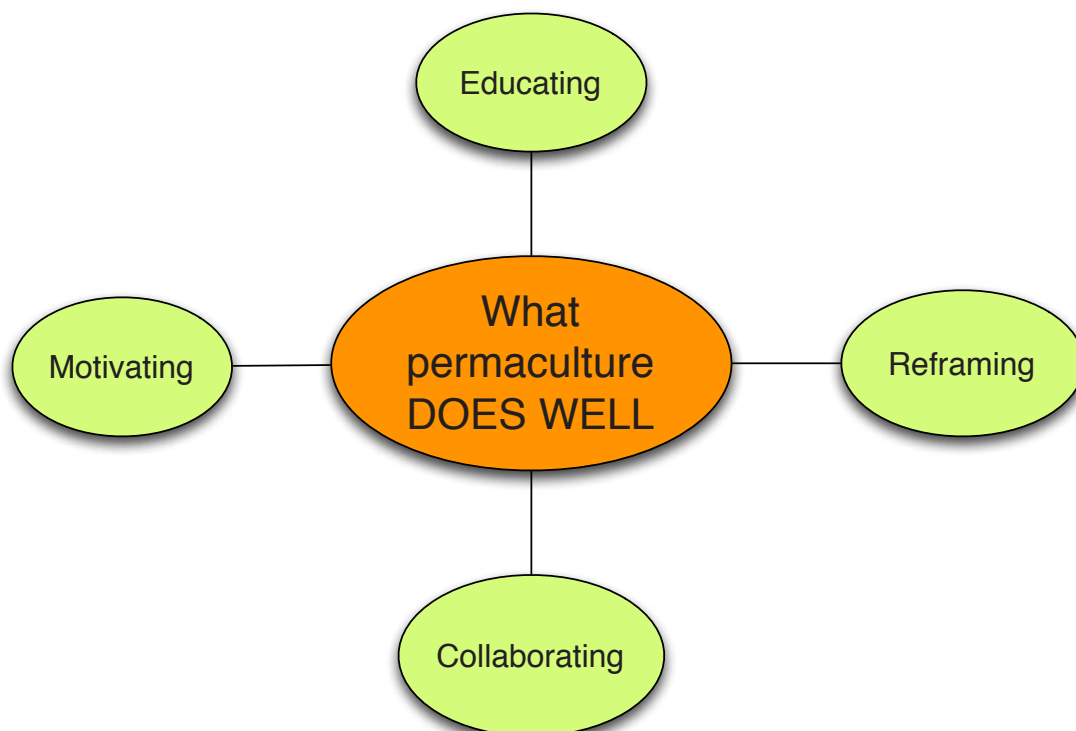 Educating
Motivating
What
permaculture
DOES WELL
Reframing
Collaborating